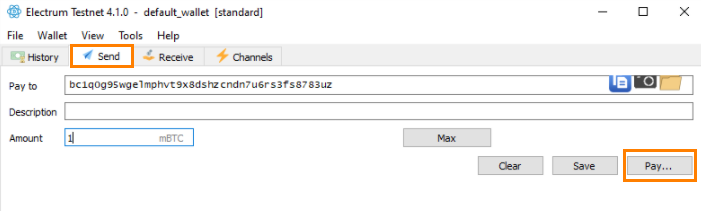 Electrum Testnet 4.1.0 - default_wallet [standard]
File Wallet View Tools Help
History Send Receive Channels
Pay to bc1q0g95wgelmphvt9x8dshzcndn7u6rs3fs8783uz
Description
Amount 1 mBTC Max
Clear Save Pay...